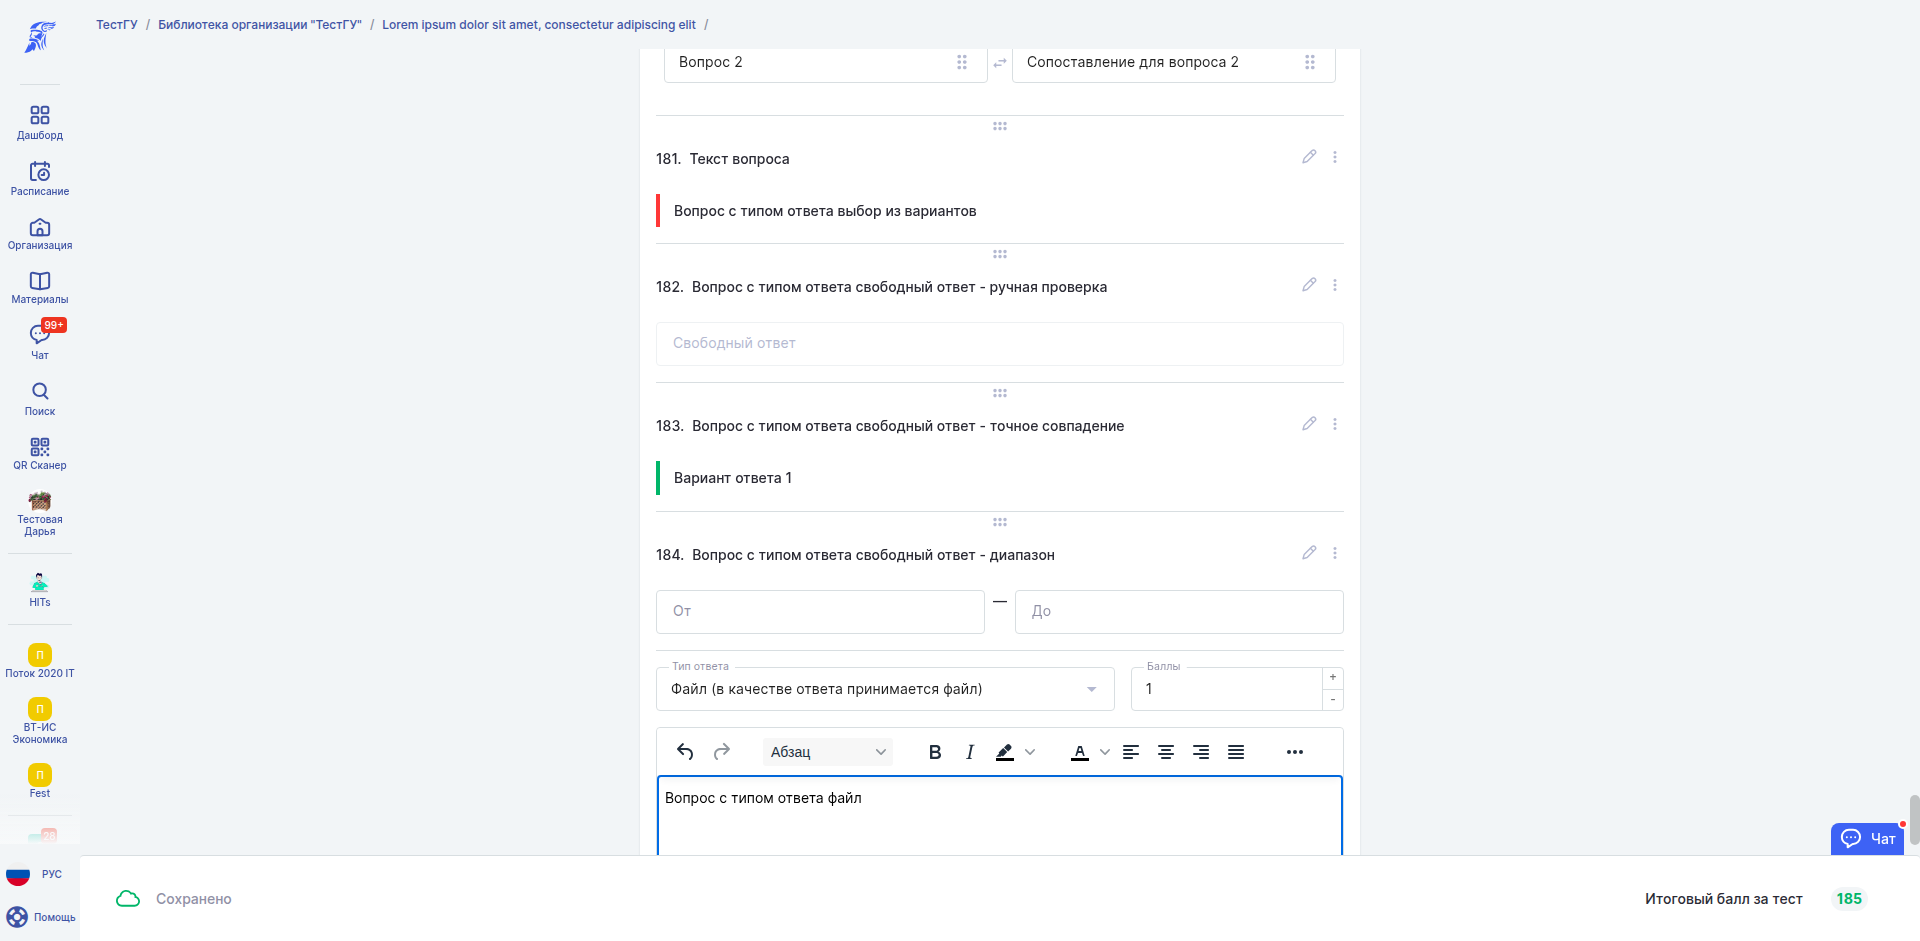 ТестГУ / Библиотека организации "ТестГУ" / Lorem ipsum dolor sit amet, consectetur adipiscing elit /
Дашборд
Расписание
Организация
Материалы
99+
Чат
Поиск
QR Сканер
Тестовая
Дарья
HITs
П
Поток 2020 IT
П
ВТ-ИС
Экономика
П
Fest
28
РУС
Помощь
Вопрос 2
Сопоставление для вопроса 2
181. Текст вопроса
Вопрос с типом ответа выбор из вариантов
182. Вопрос с типом ответа свободный ответ - ручная проверка
Свободный ответ
183. Вопрос с типом ответа свободный ответ - точное совпадение
Вариант ответа 1
184. Вопрос с типом ответа свободный ответ - диапазон
От — До
Тип ответа
Файл (в качестве ответа принимается файл)
Баллы
1
+
-
Абзац
B I A
Вопрос с типом ответа файл
Чат
Сохранено
Итоговый балл за тест 185